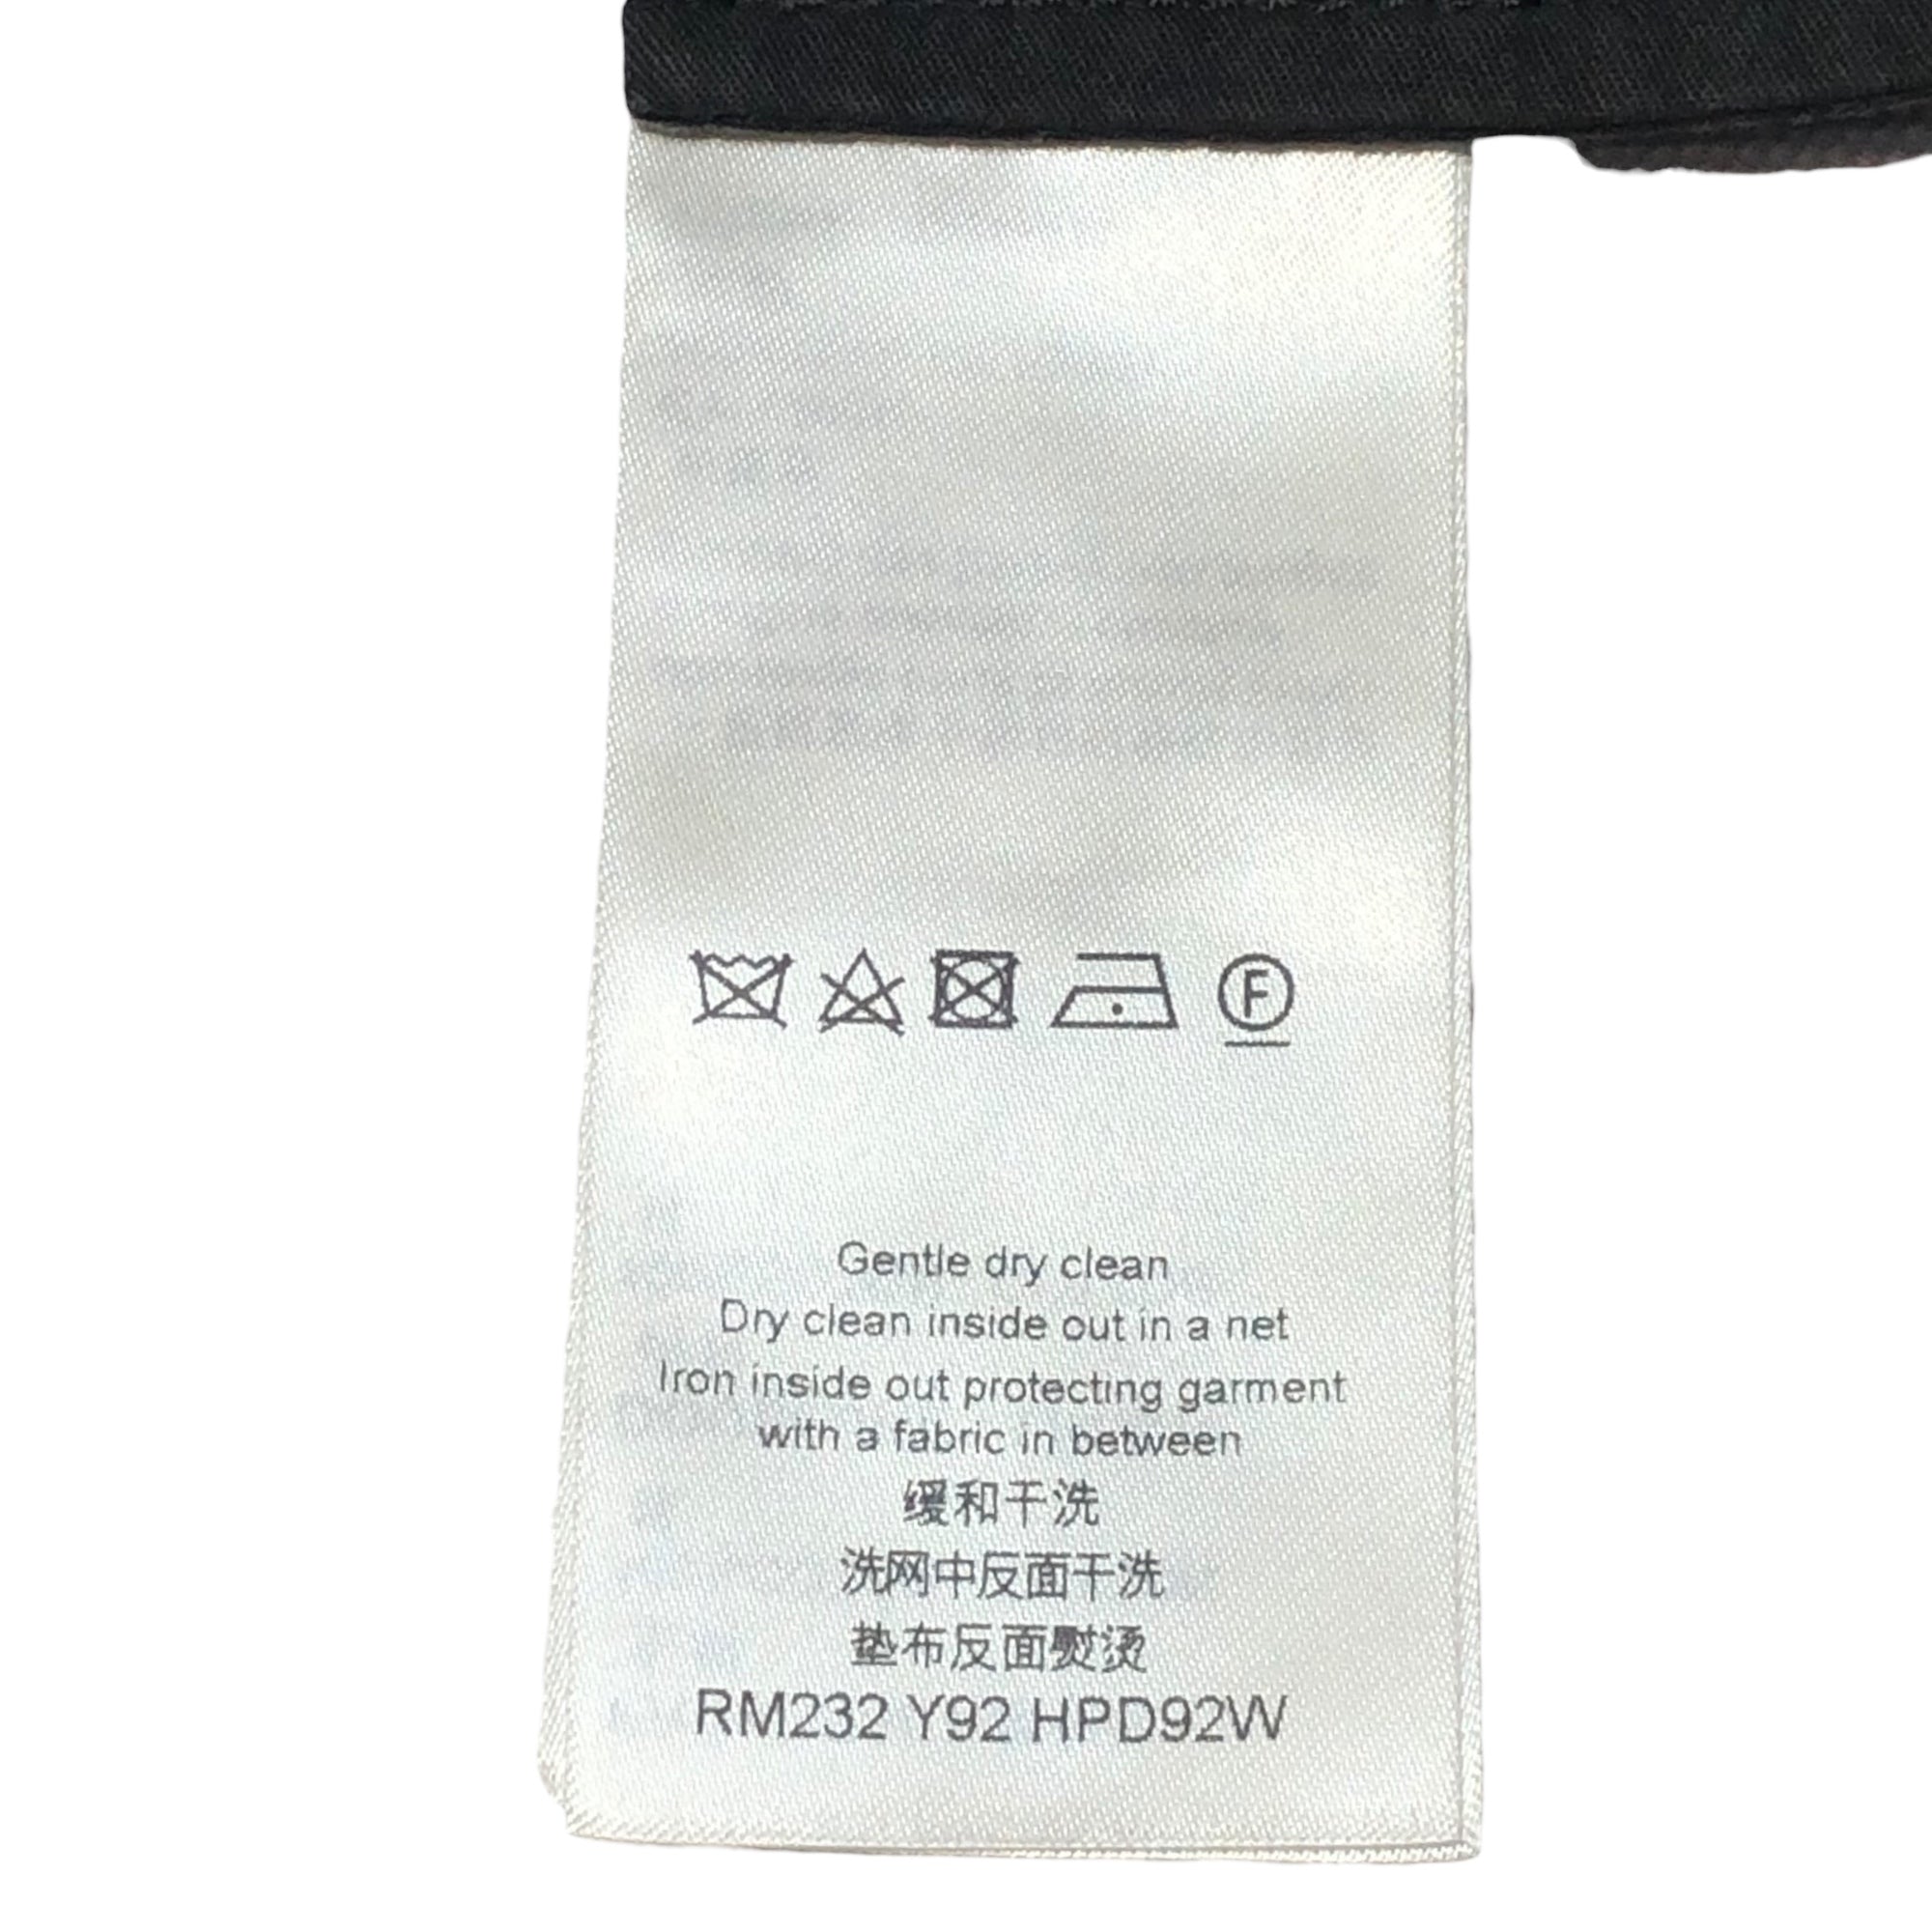 F
Gentle dry clean
Dry clean inside out in a net
Iron inside out protecting garment
with a fabric in between
缓和干洗
洗网中反面干洗
垫布反面熨烫
RM232 Y92 HPD92W